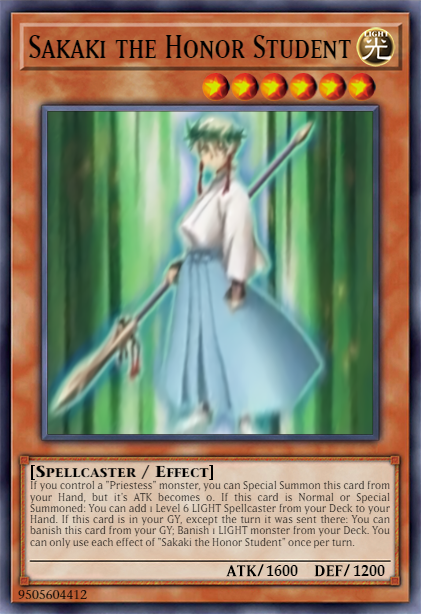 SAKAKI THE HONOR STUDENT
LIGHT
光
[SPELLCASTER / EFFECT]
If you control a "Priestess" monster, you can Special Summon this card from
your Hand, but it's ATK becomes 0. If this card is Normal or Special
Summoned: You can add 1 Level 6 LIGHT Spellcaster from your Deck to your
Hand. If this card is in your GY, except the turn it was sent there: You can
banish this card from your GY; Banish 1 LIGHT monster from your Deck. You
can only use each effect of "Sakaki the Honor Student" once per turn.
ATK/1600 DEF/1200
9505604412